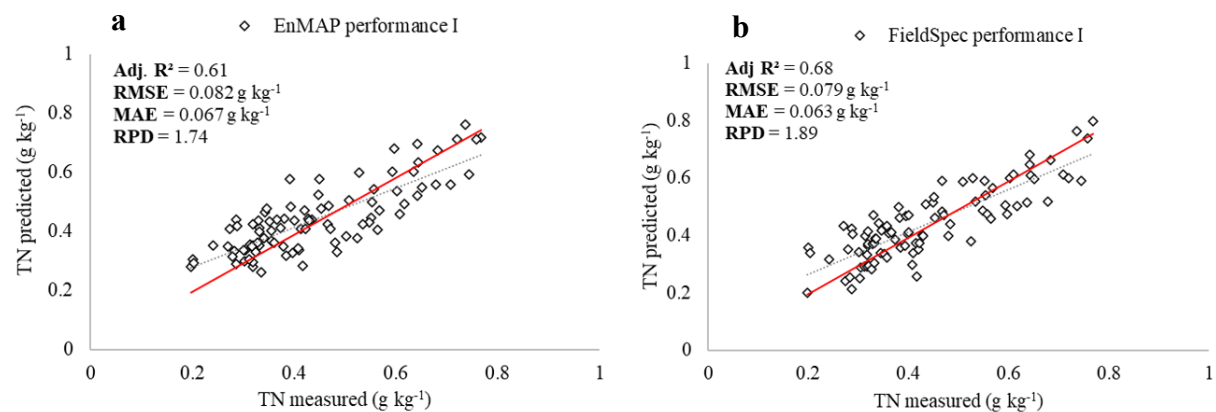 a
EnMAP performance I
Adj. R² = 0.61
RMSE = 0.082 g kg⁻¹
MAE = 0.067 g kg⁻¹
RPD = 1.74
TN predicted (g kg⁻¹)
1
0.8
0.6
0.4
0.2
0
0 0.2 0.4 0.6 0.8 1
TN measured (g kg⁻¹)
b
FieldSpec performance I
Adj R² = 0.68
RMSE = 0.079 g kg⁻¹
MAE = 0.063 g kg⁻¹
RPD = 1.89
TN predicted (g kg⁻¹)
1
0.8
0.6
0.4
0.2
0
0 0.2 0.4 0.6 0.8 1
TN measured (g kg⁻¹)